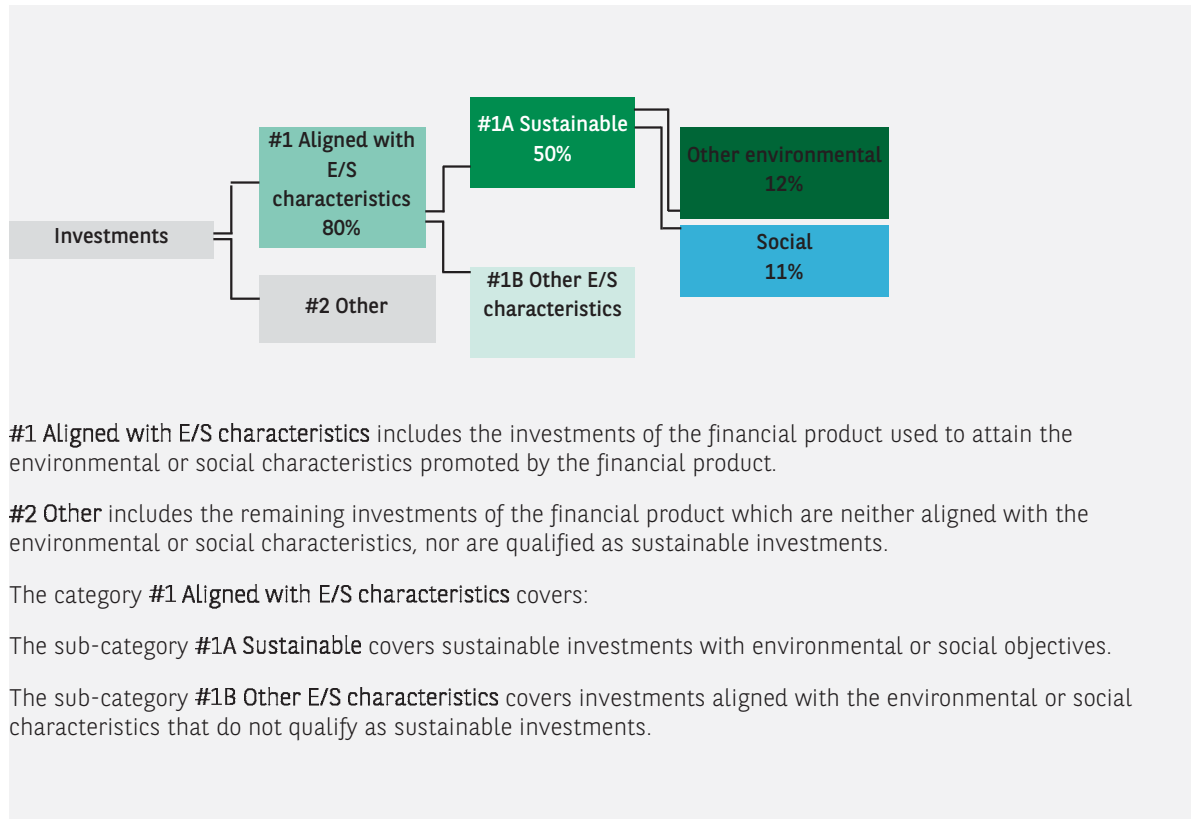 #1 Aligned with
E/S
characteristics
80%
#1A Sustainable
50%
Other environmental
12%
Investments
Social
11%
#2 Other
#1B Other E/S
characteristics
#1 Aligned with E/S characteristics includes the investments of the financial product used to attain the
environmental or social characteristics promoted by the financial product.
#2 Other includes the remaining investments of the financial product which are neither aligned with the
environmental or social characteristics, nor are qualified as sustainable investments.
The category #1 Aligned with E/S characteristics covers:
The sub-category #1A Sustainable covers sustainable investments with environmental or social objectives.
The sub-category #1B Other E/S characteristics covers investments aligned with the environmental or social
characteristics that do not qualify as sustainable investments.